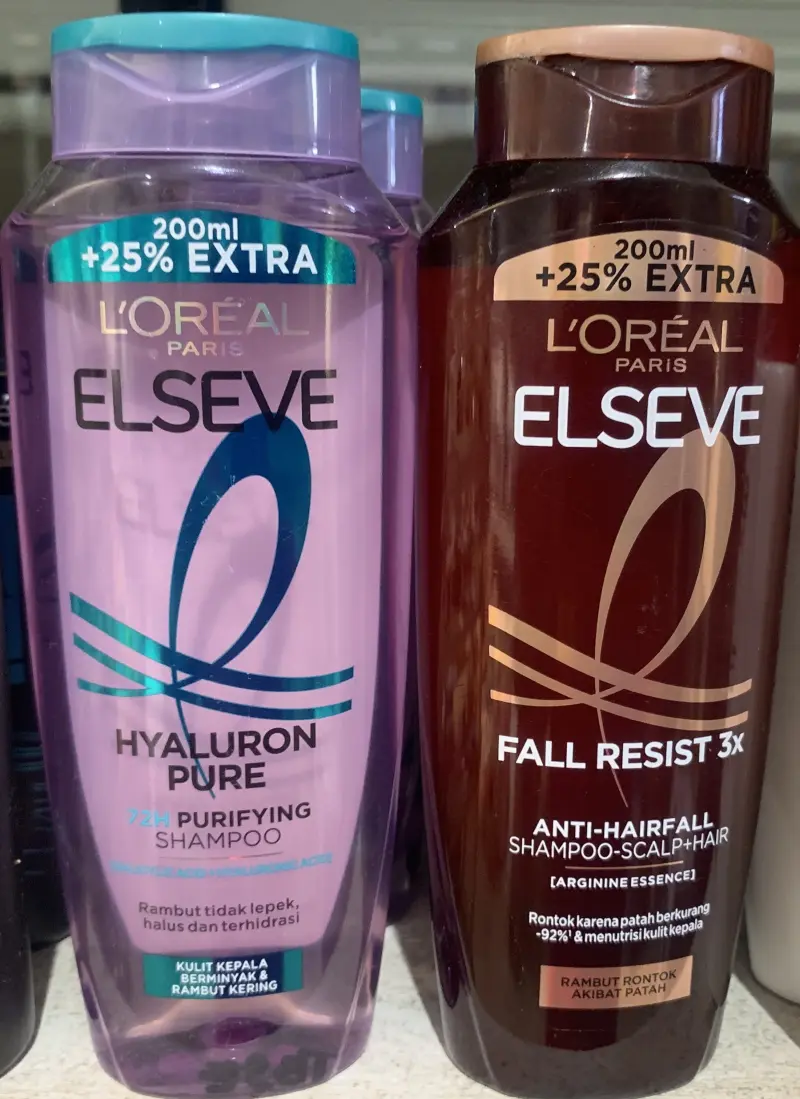 200ml
+25% EXTRA
L'ORÉAL
PARIS
ELSEVE
HYALURON
PURE
72H PURIFYING
SHAMPOO
Rambut tidak lepek,
halus dan terhidrasi
KULIT KEPALA
BERMINYAK &
RAMBUT KERING
200ml
+25% EXTRA
L'ORÉAL
PARIS
ELSEVE
FALL RESIST 3x
ANTI-HAIRFALL
SHAMPOO-SCALP+HAIR
[ARGININE ESSENCE]
Rontok karena patah berkurang
-92%¹ & menutrisi kulit kepala
RAMBUT RONTOK
AKIBAT PATAH